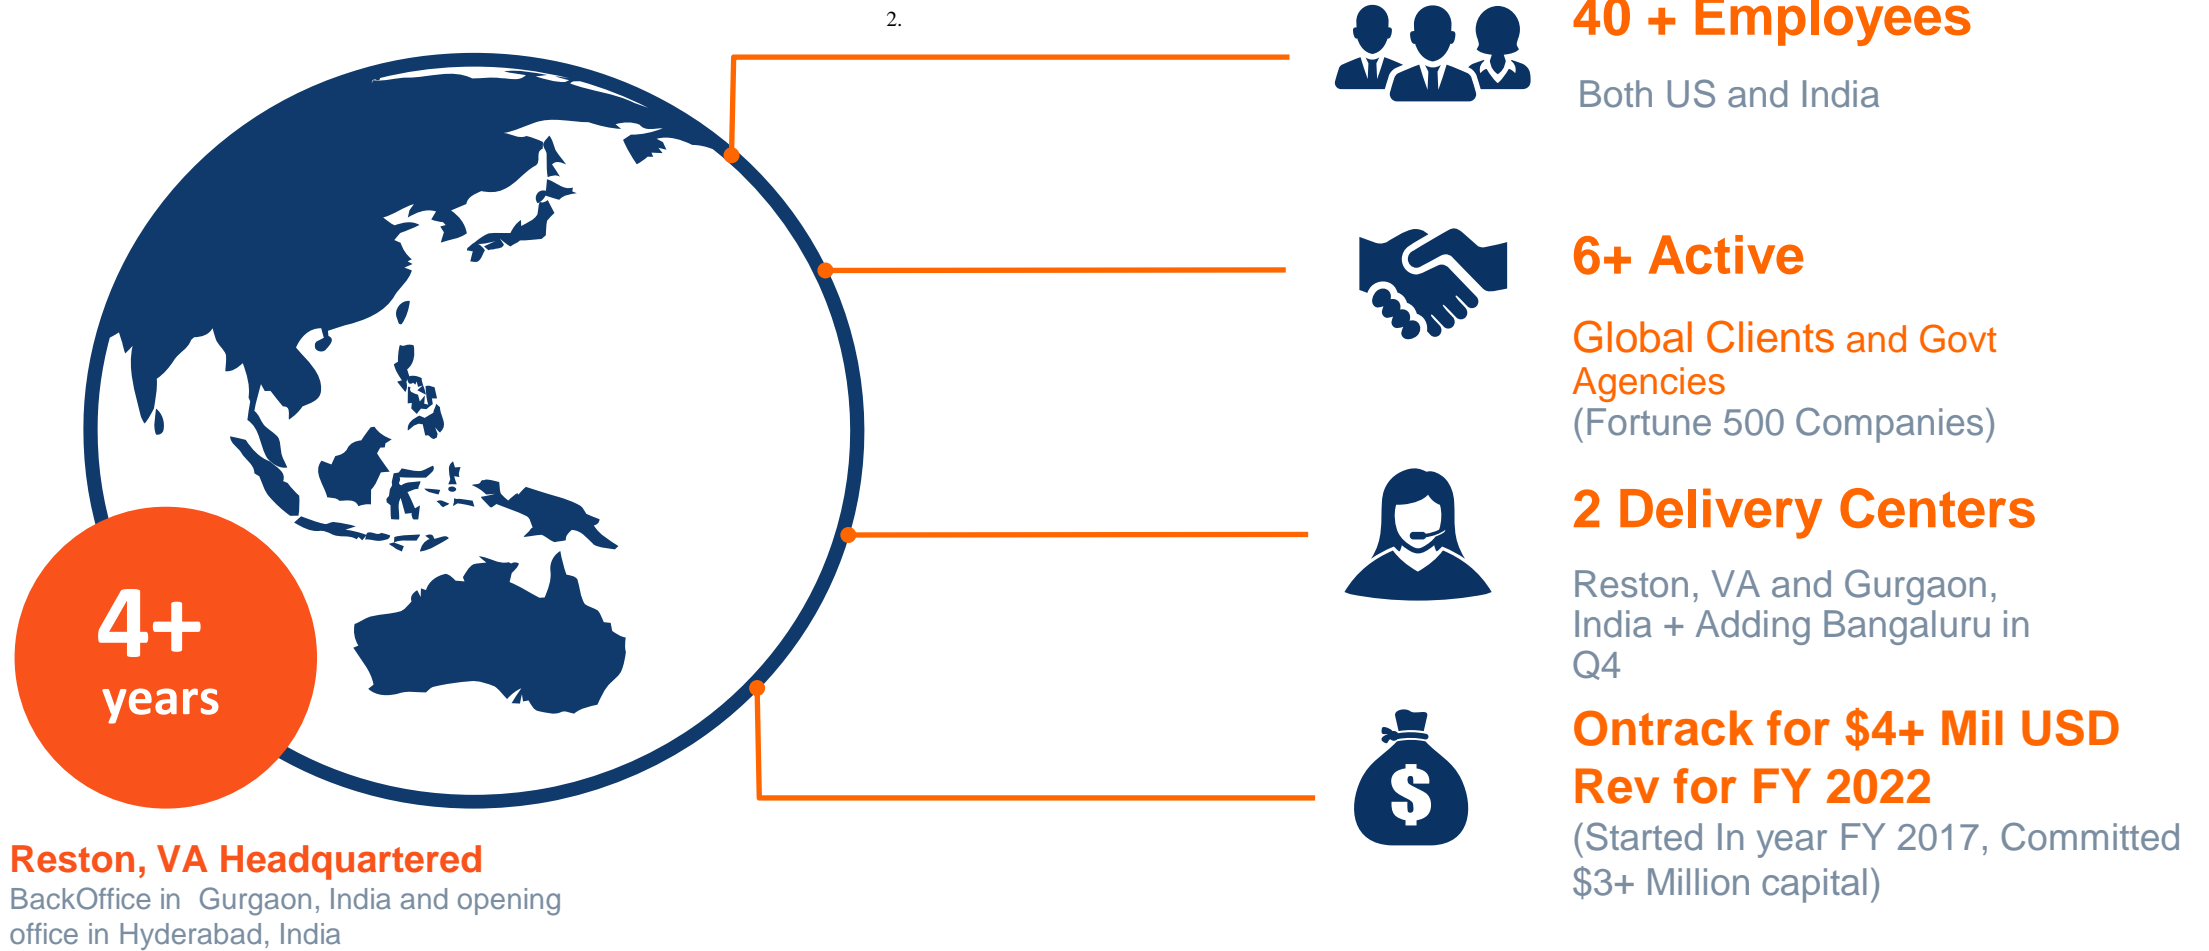 2.
40 + Employees
Both US and India
6+ Active
Global Clients and Govt
Agencies
(Fortune 500 Companies)
2 Delivery Centers
Reston, VA and Gurgaon,
India + Adding Bangaluru in
Q4
Ontrack for $4+ Mil USD
Rev for FY 2022
(Started In year FY 2017, Committed
$3+ Million capital)
4+
years
Reston, VA Headquartered
BackOffice in  Gurgaon, India and opening
office in Hyderabad, India
$